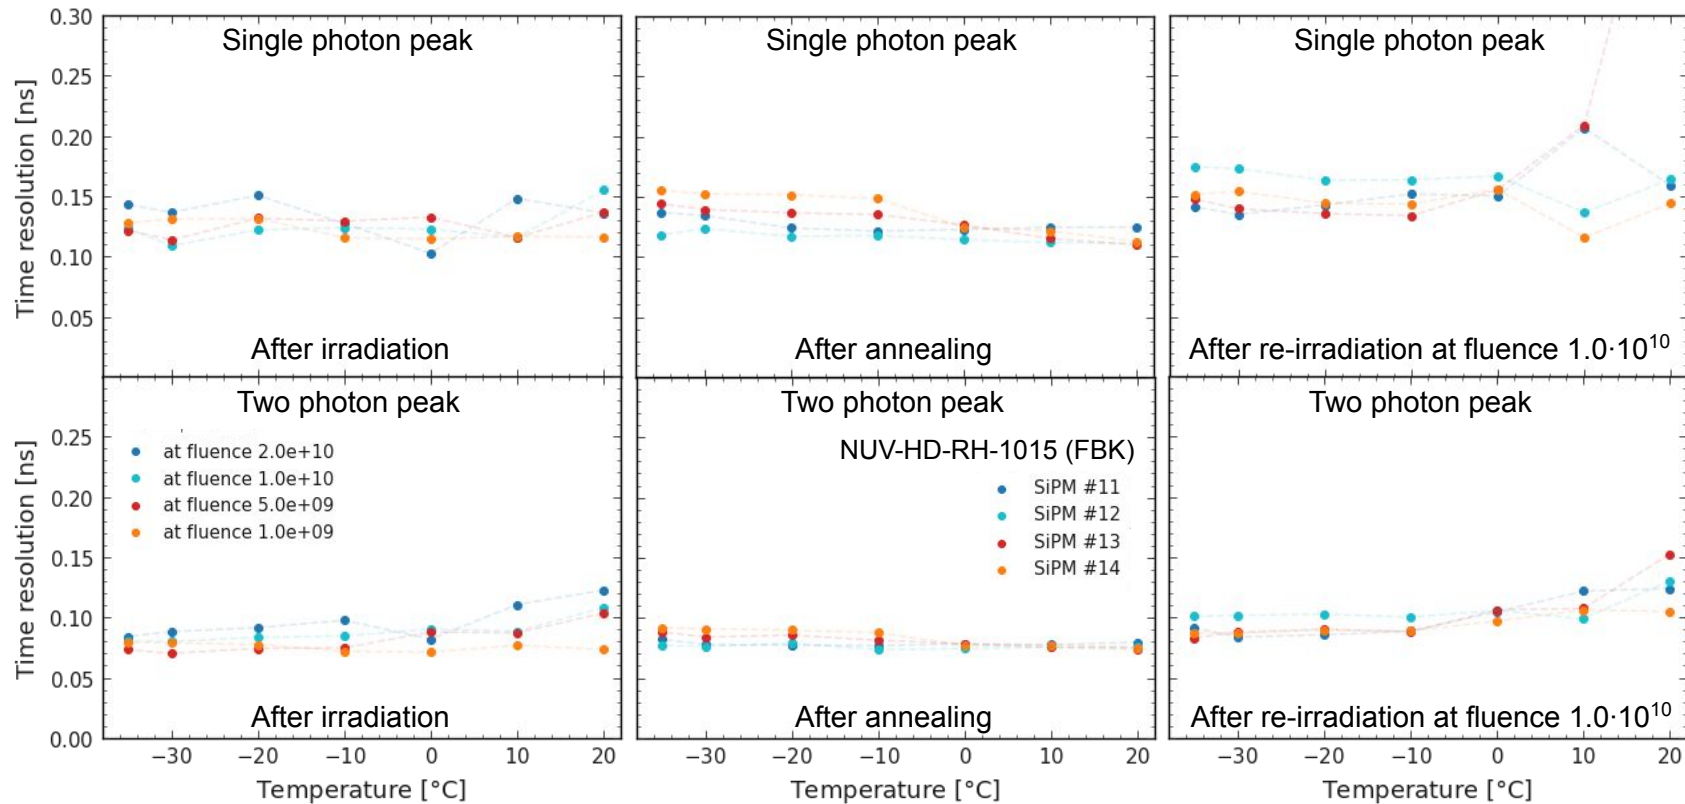 Single photon peak
Single photon peak
Single photon peak
0.30
0.25
0.20
0.15
0.10
0.05
Time resolution [ns]
After irradiation
After annealing
After re-irradiation at fluence 1.0·10¹⁰
Two photon peak
Two photon peak
Two photon peak
0.25
0.20
0.15
0.10
0.05
0.00
Time resolution [ns]
at fluence 2.0e+10
at fluence 1.0e+10
at fluence 5.0e+09
at fluence 1.0e+09
NUV-HD-RH-1015 (FBK)
SiPM #11
SiPM #12
SiPM #13
SiPM #14
After irradiation
After annealing
After re-irradiation at fluence 1.0·10¹⁰
−30 −20 −10 0 10 20
−30 −20 −10 0 10 20
−30 −20 −10 0 10 20
Temperature [°C]
Temperature [°C]
Temperature [°C]